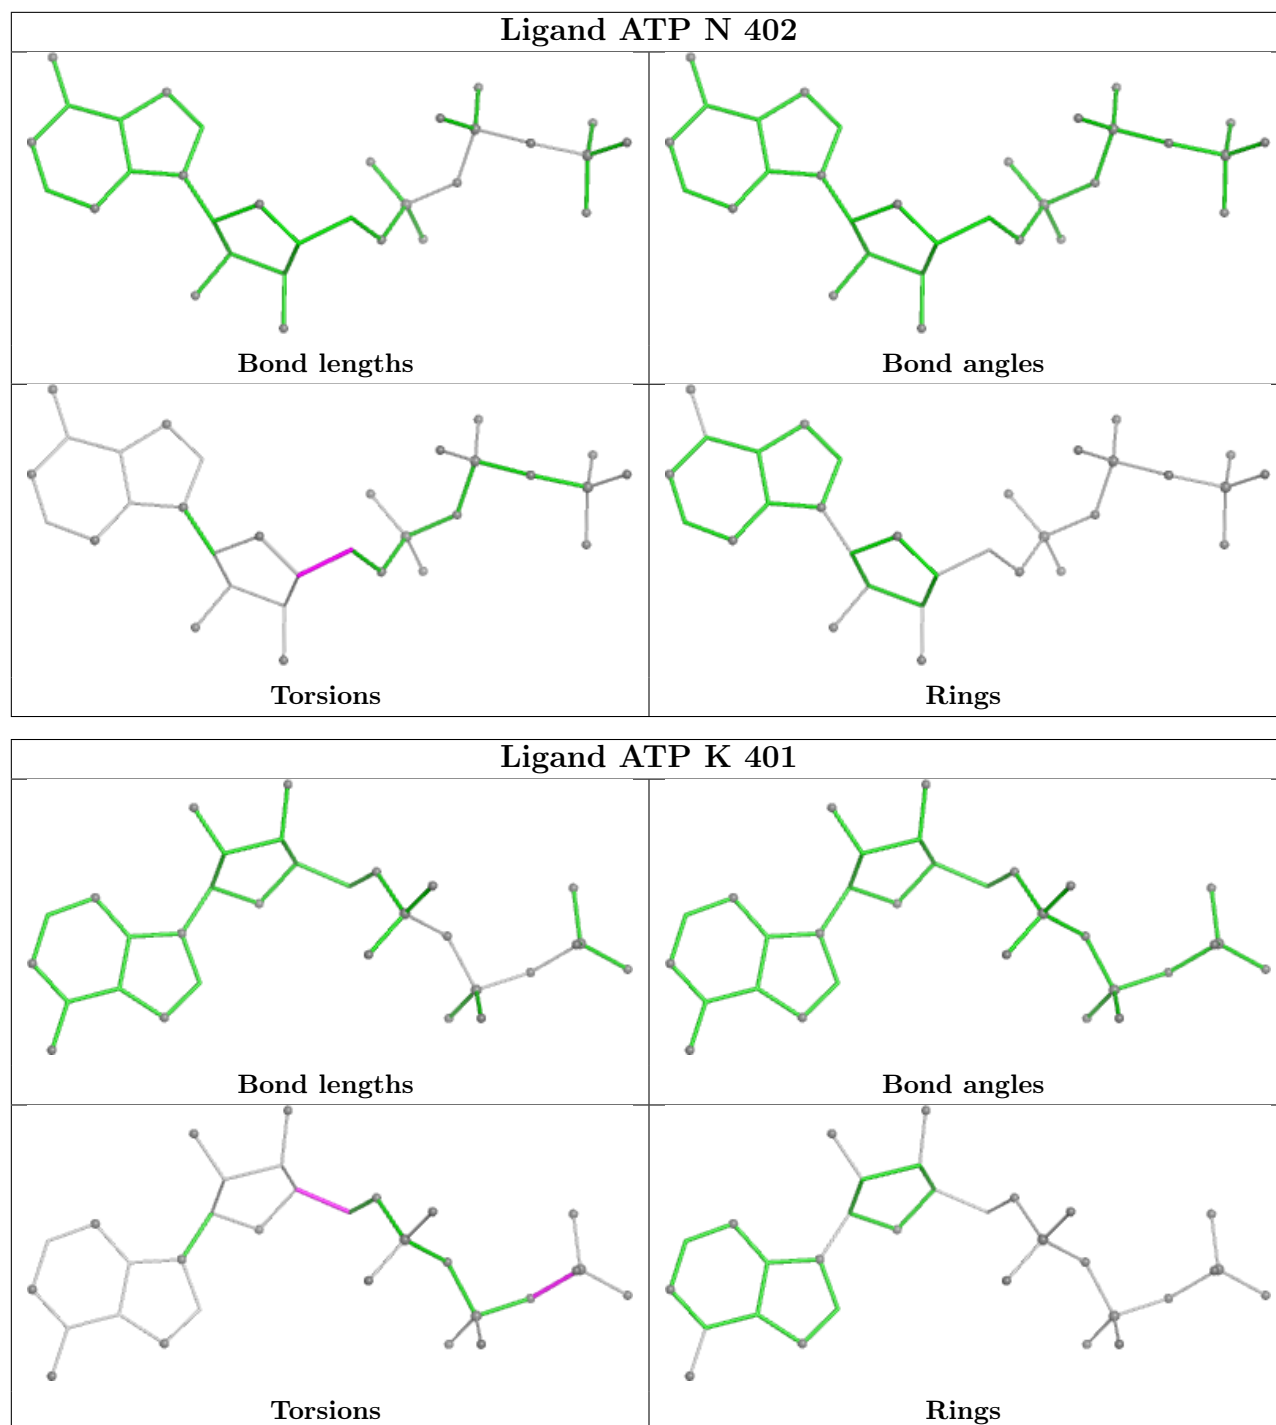 Ligand ATP N 402
Bond lengths
Bond angles
Torsions
Rings
Ligand ATP K 401
Bond lengths
Bond angles
Torsions
Rings